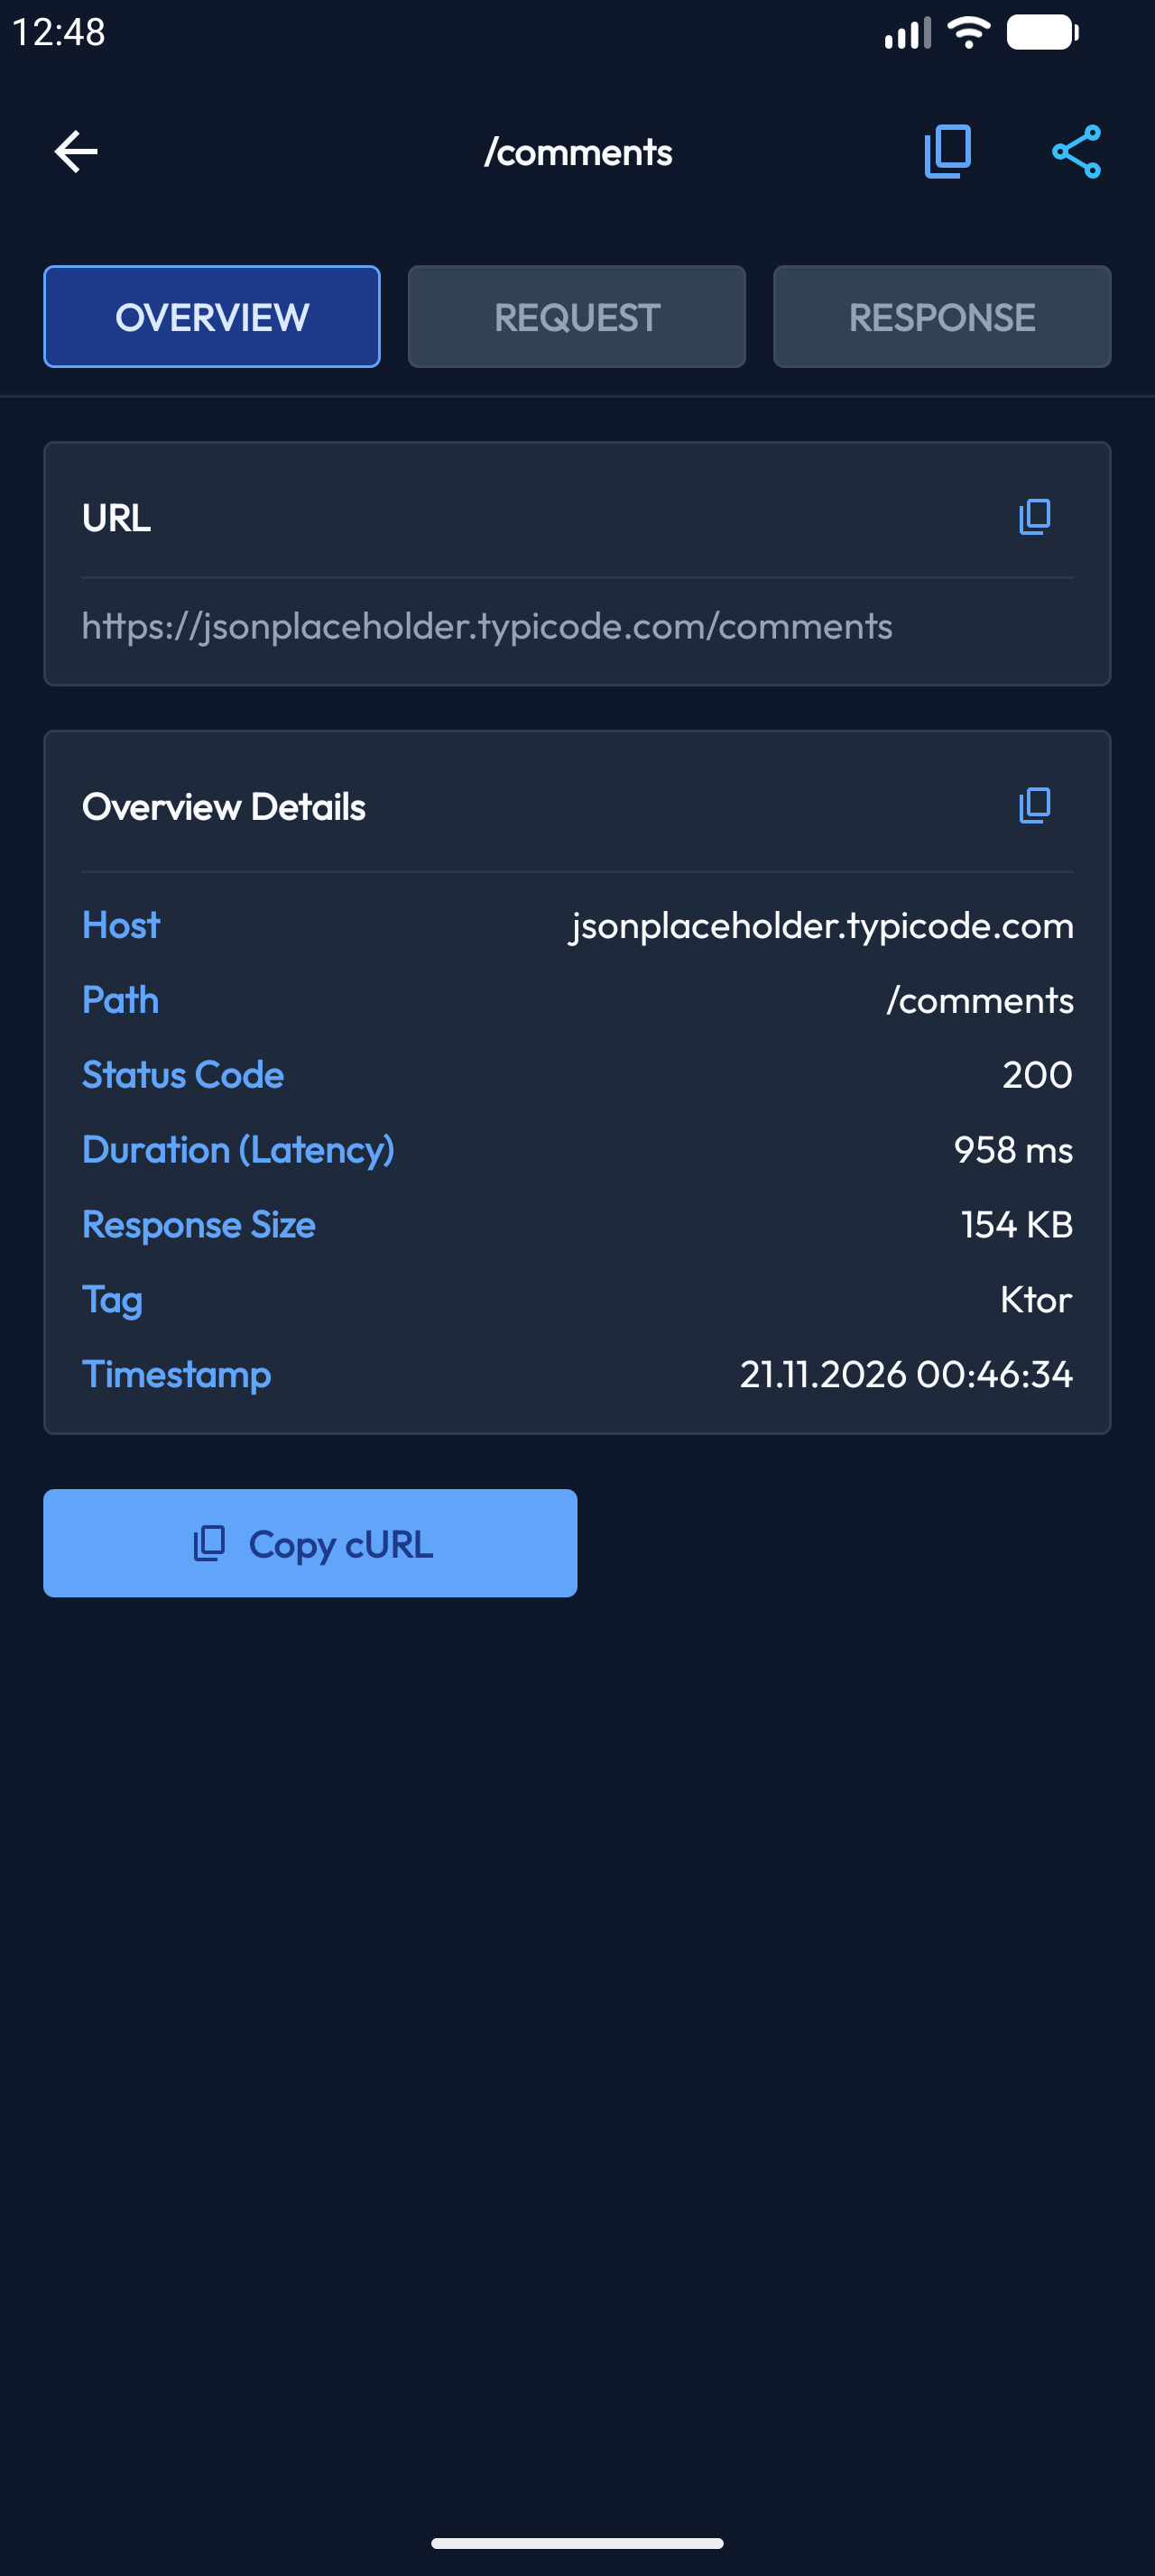 12:48
/comments
OVERVIEW REQUEST RESPONSE
URL
https://jsonplaceholder.typicode.com/comments
Overview Details
Host jsonplaceholder.typicode.com
Path /comments
Status Code 200
Duration (Latency) 958 ms
Response Size 154 KB
Tag Ktor
Timestamp 21.11.2026 00:46:34
Copy cURL